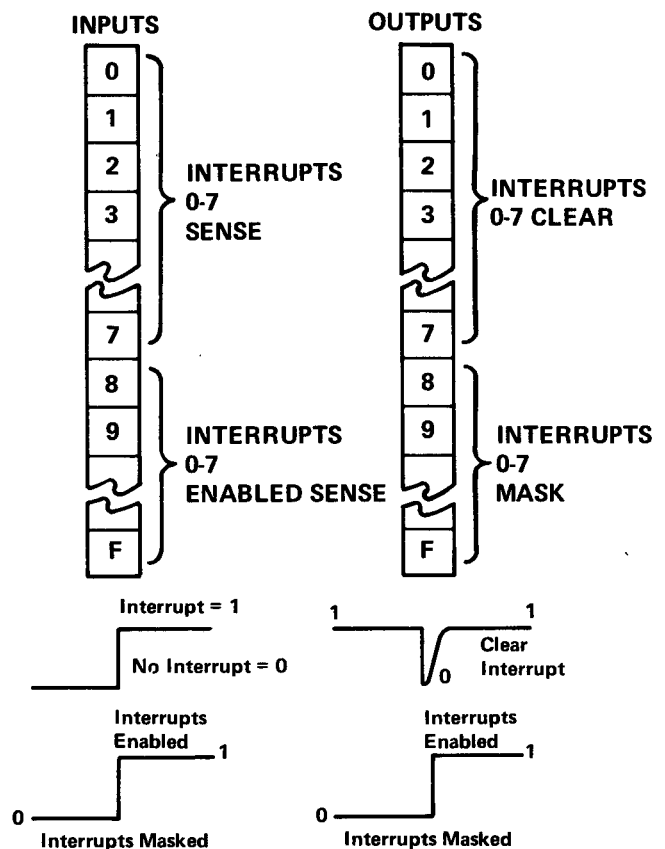 INPUTS
0
1
2
3
7
8
9
F
INTERRUPTS
0-7
SENSE
INTERRUPTS
0-7
ENABLED SENSE
OUTPUTS
0
1
2
3
7
8
9
F
INTERRUPTS
0-7 CLEAR
INTERRUPTS
0-7
MASK
Interrupt = 1
No Interrupt = 0
1
1
0
Clear
Interrupt
Interrupts
Enabled
1
0
Interrupts Masked
Interrupts
Enabled
1
0
Interrupts Masked